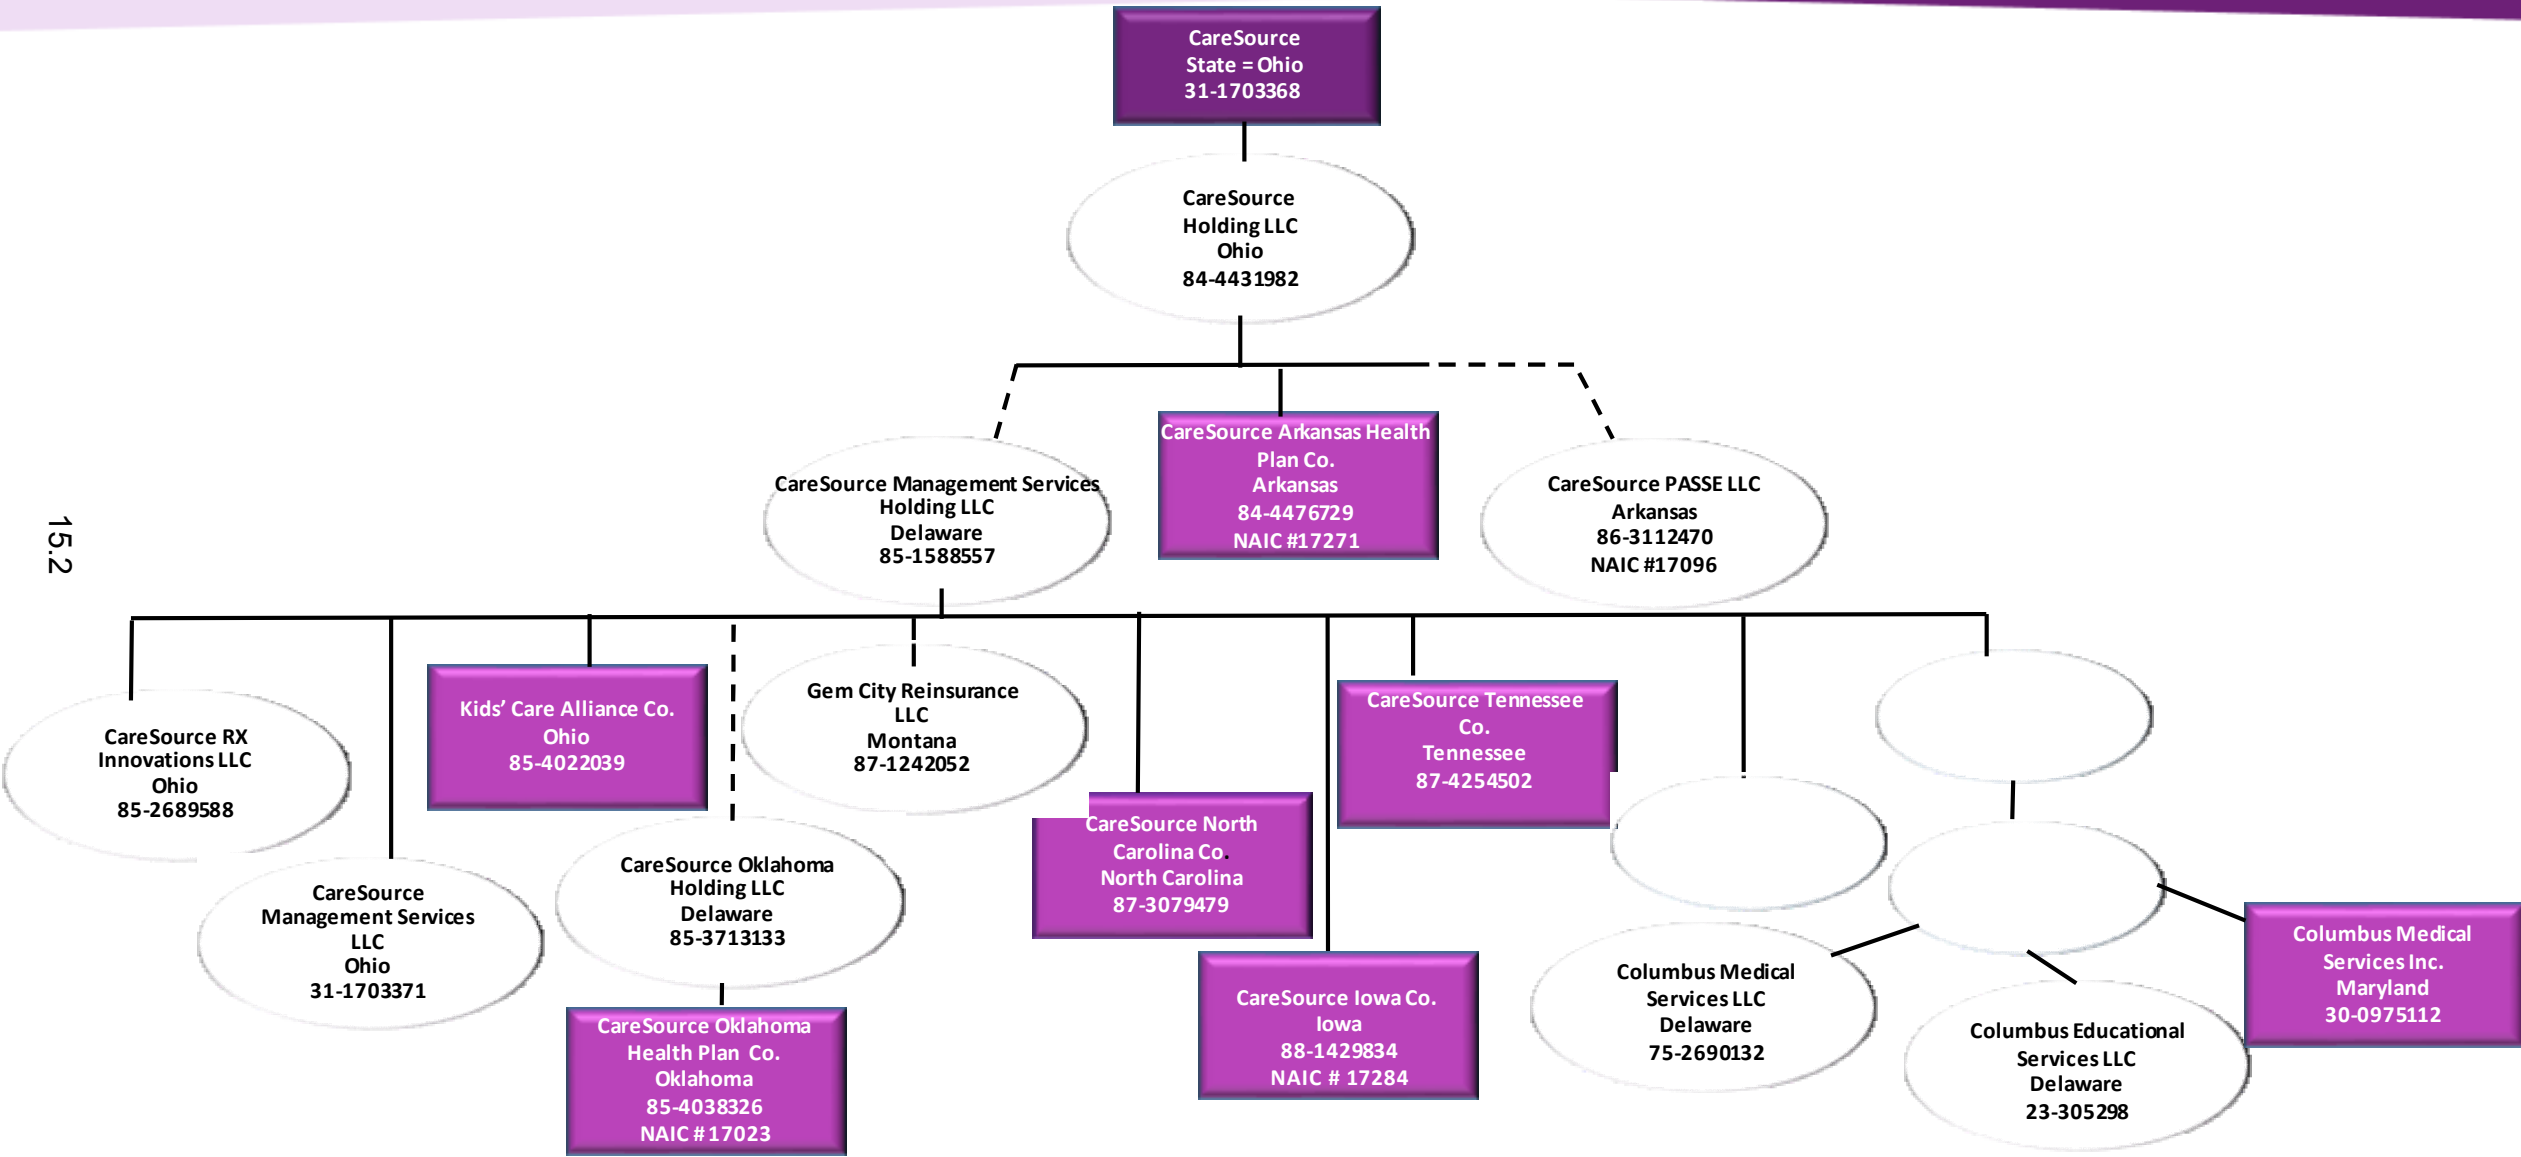 CareSource
State = Ohio
31-1703368
CareSource
Holding LLC
Ohio
84-4431982
CareSource Management Services
Holding LLC
Delaware
85-1588557
CareSource Arkansas Health
Plan Co.
Arkansas
84-4476729
NAIC #17271
CareSource PASSE LLC
Arkansas
86-3112470
NAIC #17096
15.2
CareSource RX
Innovations LLC
Ohio
85-2689588
CareSource
Management Services
LLC
Ohio
31-1703371
Kids’ Care Alliance Co.
Ohio
85-4022039
CareSource Oklahoma
Holding LLC
Delaware
85-3713133
CareSource Oklahoma
Health Plan Co.
Oklahoma
85-4038326
NAIC #17023
Gem City Reinsurance
LLC
Montana
87-1242052
CareSource North
Carolina Co.
North Carolina
87-3079479
CareSource Iowa Co.
Iowa
88-1429834
NAIC # 17284
CareSource Tennessee
Co.
Tennessee
87-4254502
Columbus Medical
Services LLC
Delaware
75-2690132
Columbus Educational
Services LLC
Delaware
23-305298
Columbus Medical
Services Inc.
Maryland
30-0975112